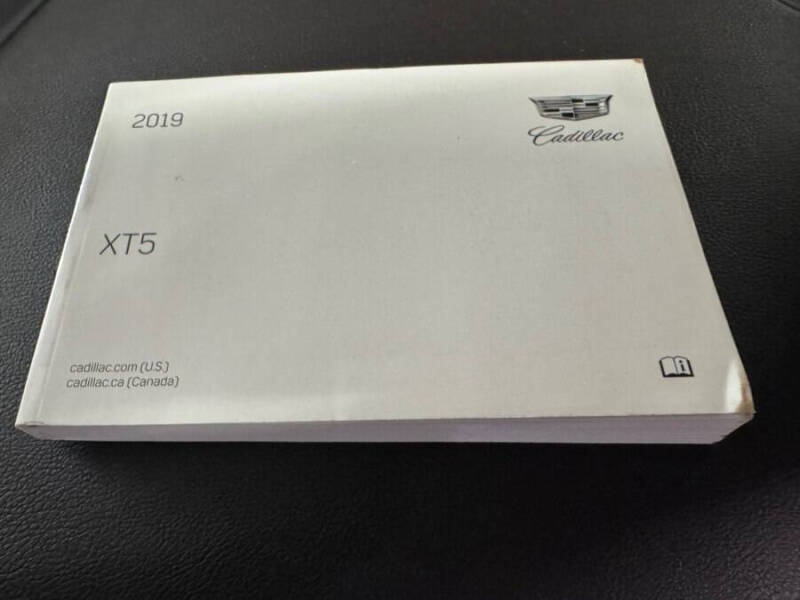 2019
Cadillac
XT5
cadillac.com (U.S.)
cadillac.ca (Canada)
i